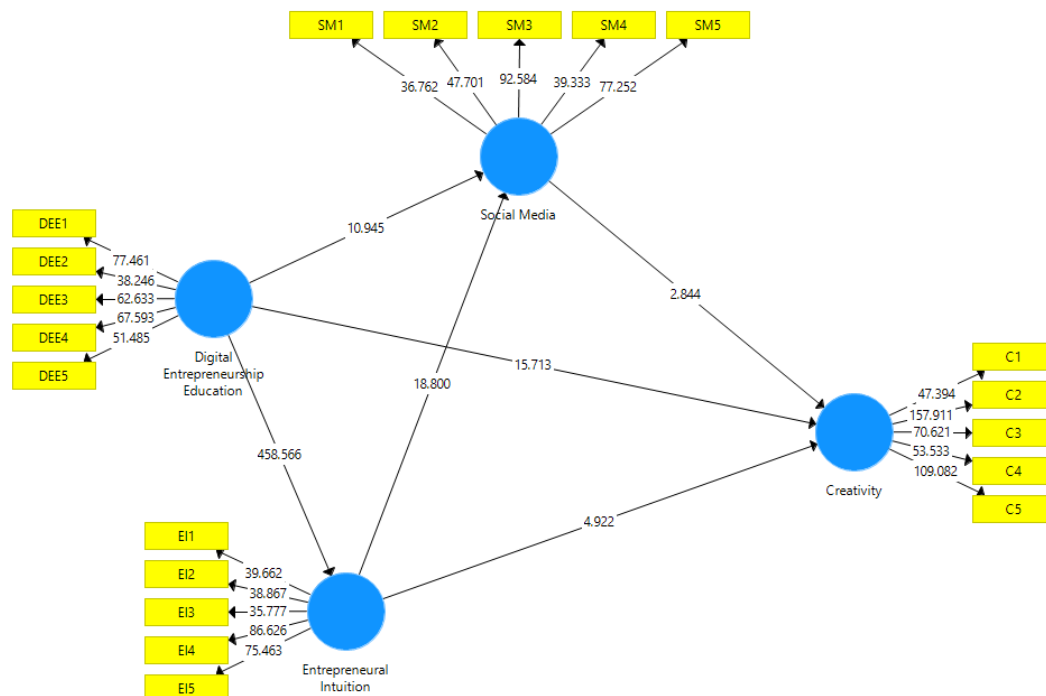 SM1
SM2
SM3
SM4
SM5
36.762
47.701
92.584
39.333
77.252
Social Media
DEE1
DEE2
DEE3
DEE4
DEE5
77.461
38.246
62.633
67.593
51.485
Digital
Entrepreneurship
Education
10.945
2.844
15.713
18.800
458.566
4.922
C1
C2
C3
C4
C5
47.394
157.911
70.621
53.533
109.082
Creativity
EI1
EI2
EI3
EI4
EI5
39.662
38.867
35.777
86.626
75.463
Entrepreneural
Intuition